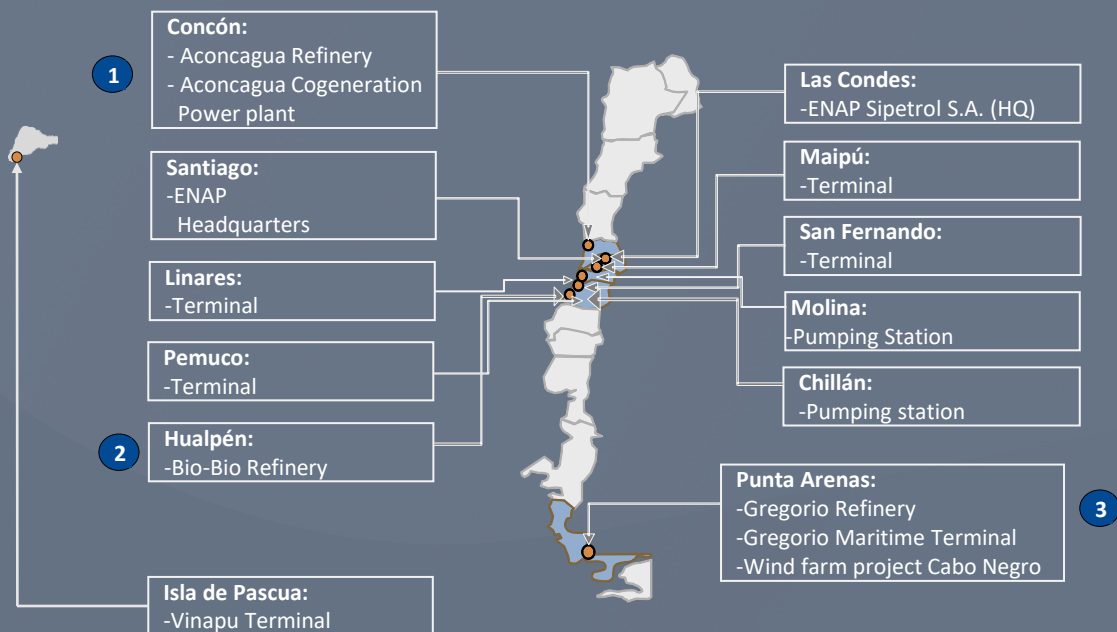 1
Concón:
- Aconcagua Refinery
- Aconcagua Cogeneration
Power plant
Santiago:
-ENAP
Headquarters
Linares:
-Terminal
Pemuco:
-Terminal
2
Hualpén:
-Bio-Bio Refinery
Isla de Pascua:
-Vinapu Terminal
Las Condes:
-ENAP Sipetrol S.A. (HQ)
Maipú:
-Terminal
San Fernando:
-Terminal
Molina:
-Pumping Station
Chillán:
-Pumping station
Punta Arenas:
-Gregorio Refinery
-Gregorio Maritime Terminal
-Wind farm project Cabo Negro
3